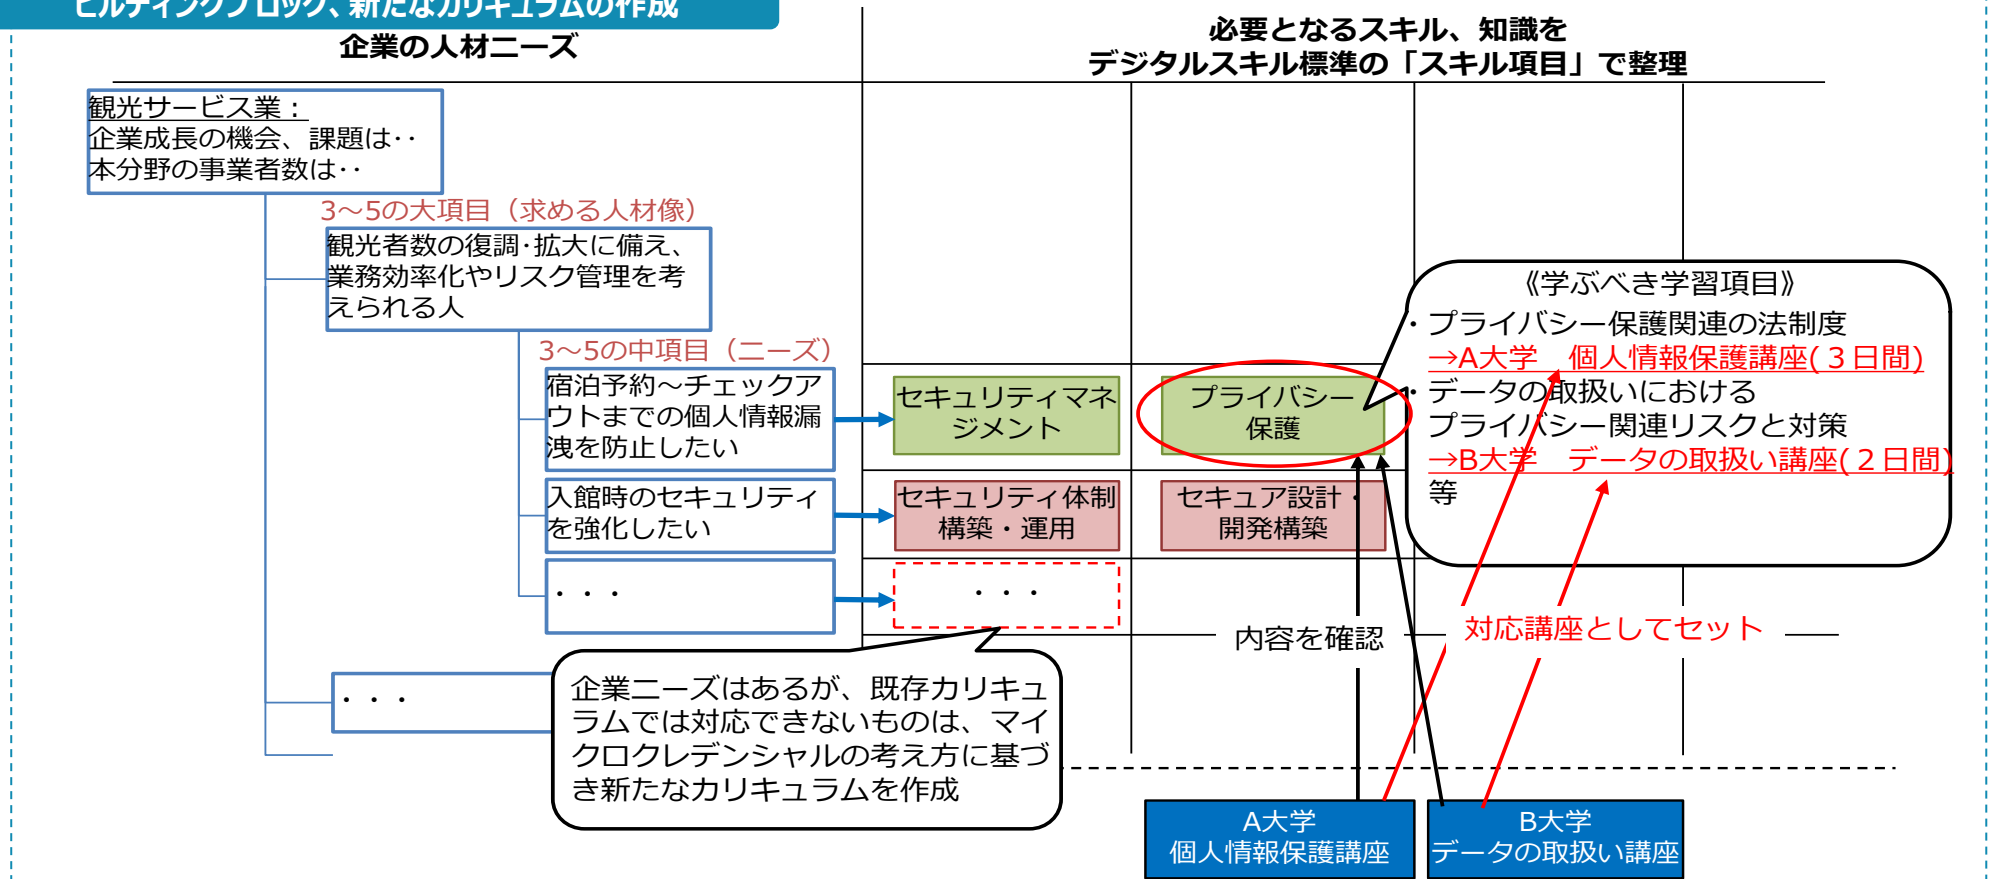 ビルディングブロック、新たなカリキュラムの作成
企業の人材ニーズ
必要となるスキル、知識を
デジタルスキル標準の「スキル項目」で整理
観光サービス業：
企業成長の機会、課題は‥
本分野の事業者数は‥
3～5の大項目（求める人材像）
観光者数の復調･拡大に備え、
業務効率化やリスク管理を考
えられる人
3～5の中項目（ニーズ）
宿泊予約～チェックア
ウトまでの個人情報漏
洩を防止したい
セキュリティマネ
ジメント
プライバシー
保護
入館時のセキュリティ
を強化したい
セキュリティ体制
構築・運用
セキュア設計・
開発構築
・・・
・・・
・・・
《学ぶべき学習項目》
・プライバシー保護関連の法制度
→A大学　個人情報保護講座(３日間)
・データの取扱いにおける
プライバシー関連リスクと対策
→B大学　データの取扱い講座(２日間)
等
内容を確認
対応講座としてセット
企業ニーズはあるが、既存カリキュ
ラムでは対応できないものは、マイ
クロクレデンシャルの考え方に基づ
き新たなカリキュラムを作成
A大学
個人情報保護講座
B大学
データの取扱い講座